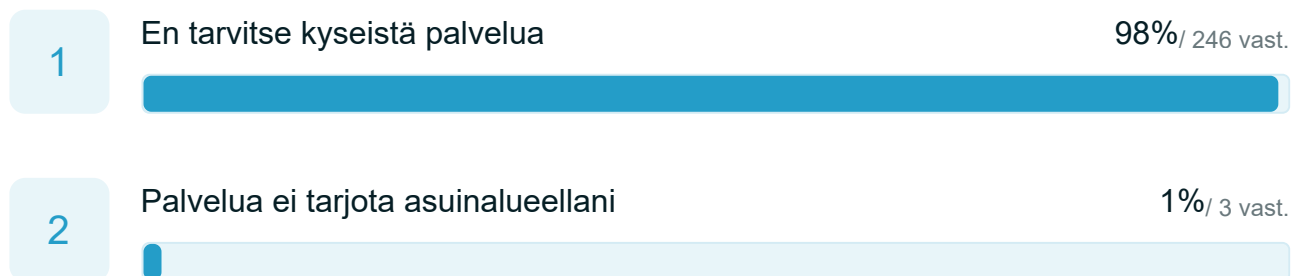 1
En tarvitse kyseistä palvelua
98% / 246 vast.
2
Palvelua ei tarjota asuinalueellani
1% / 3 vast.